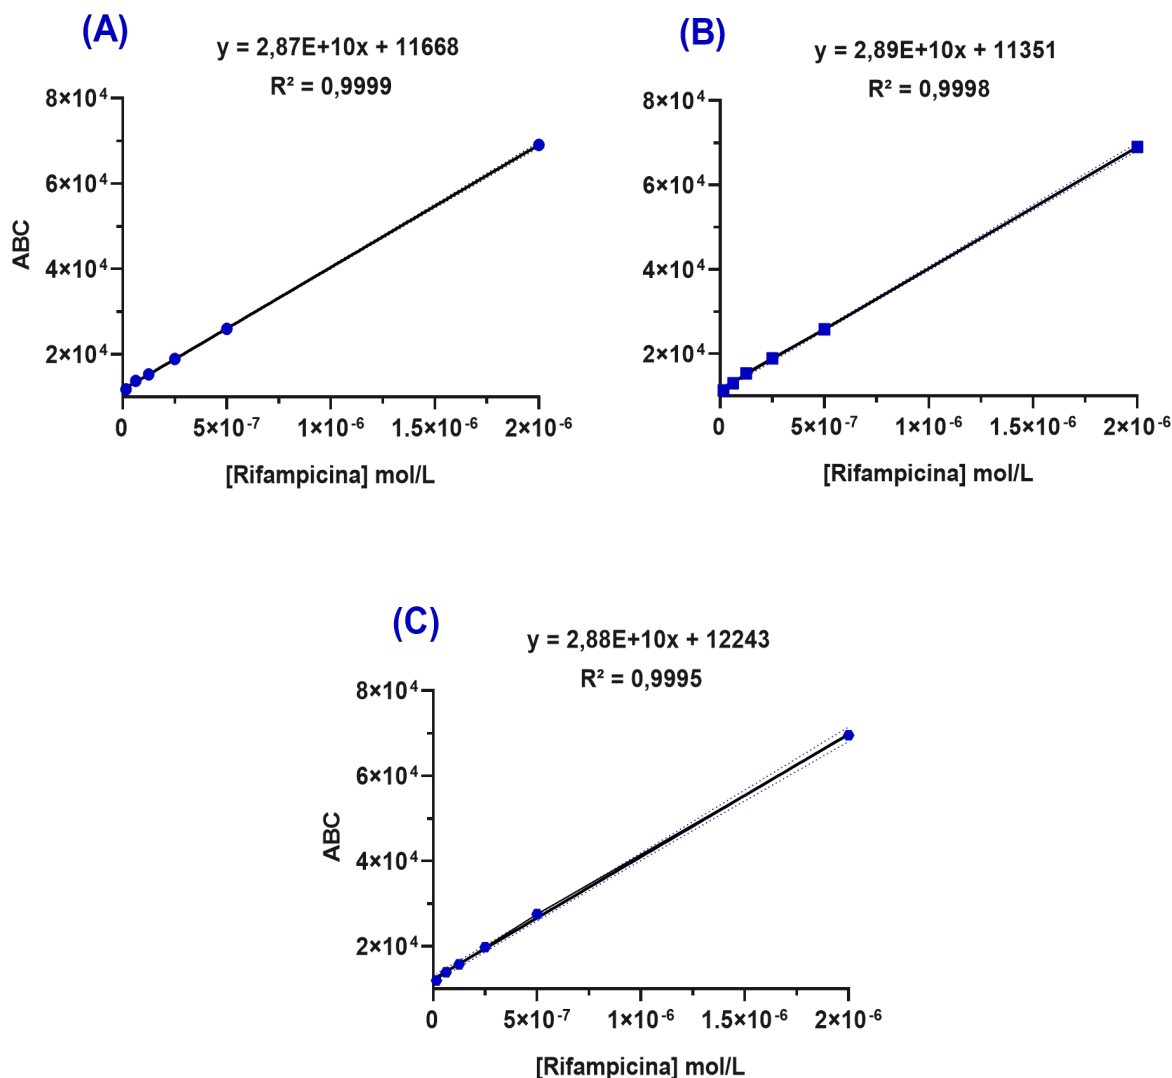 (A)
y = 2,87E+10x + 11668
R² = 0,9999
8×10⁴
6×10⁴
4×10⁴
2×10⁴
ABC
0 5×10⁻⁷ 1×10⁻⁶ 1.5×10⁻⁶ 2×10⁻⁶
[Rifampicina] mol/L
(B)
y = 2,89E+10x + 11351
R² = 0,9998
8×10⁴
6×10⁴
4×10⁴
2×10⁴
ABC
0 5×10⁻⁷ 1×10⁻⁶ 1.5×10⁻⁶ 2×10⁻⁶
[Rifampicina] mol/L
(C)
y = 2,88E+10x + 12243
R² = 0,9995
8×10⁴
6×10⁴
4×10⁴
2×10⁴
ABC
0 5×10⁻⁷ 1×10⁻⁶ 1.5×10⁻⁶ 2×10⁻⁶
[Rifampicina] mol/L